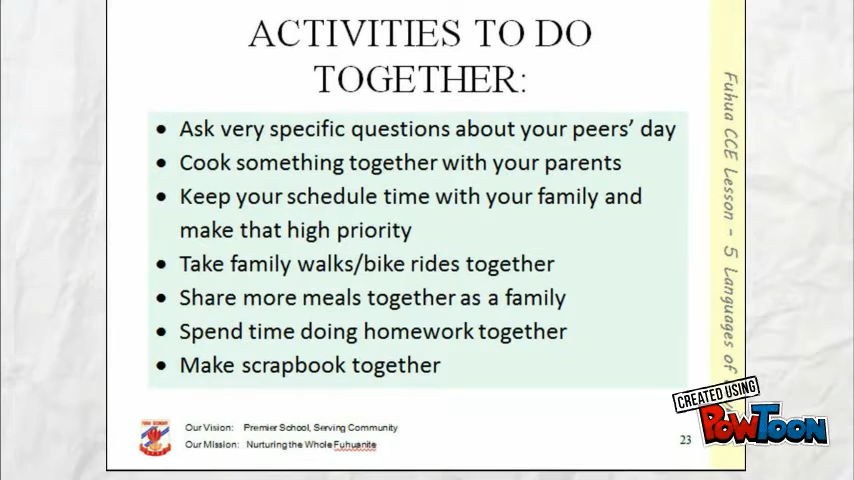 ACTIVITIES TO DO
TOGETHER:
• Ask very specific questions about your peers’ day
• Cook something together with your parents
• Keep your schedule time with your family and
make that high priority
• Take family walks/bike rides together
• Share more meals together as a family
• Spend time doing homework together
• Make scrapbook together
Fuhua CCE Lesson – 5 Languages of
Our Vision: Premier School, Serving Community
Our Mission: Nurturing the Whole Fuhuanite
23
CREATED USING
POWTOON